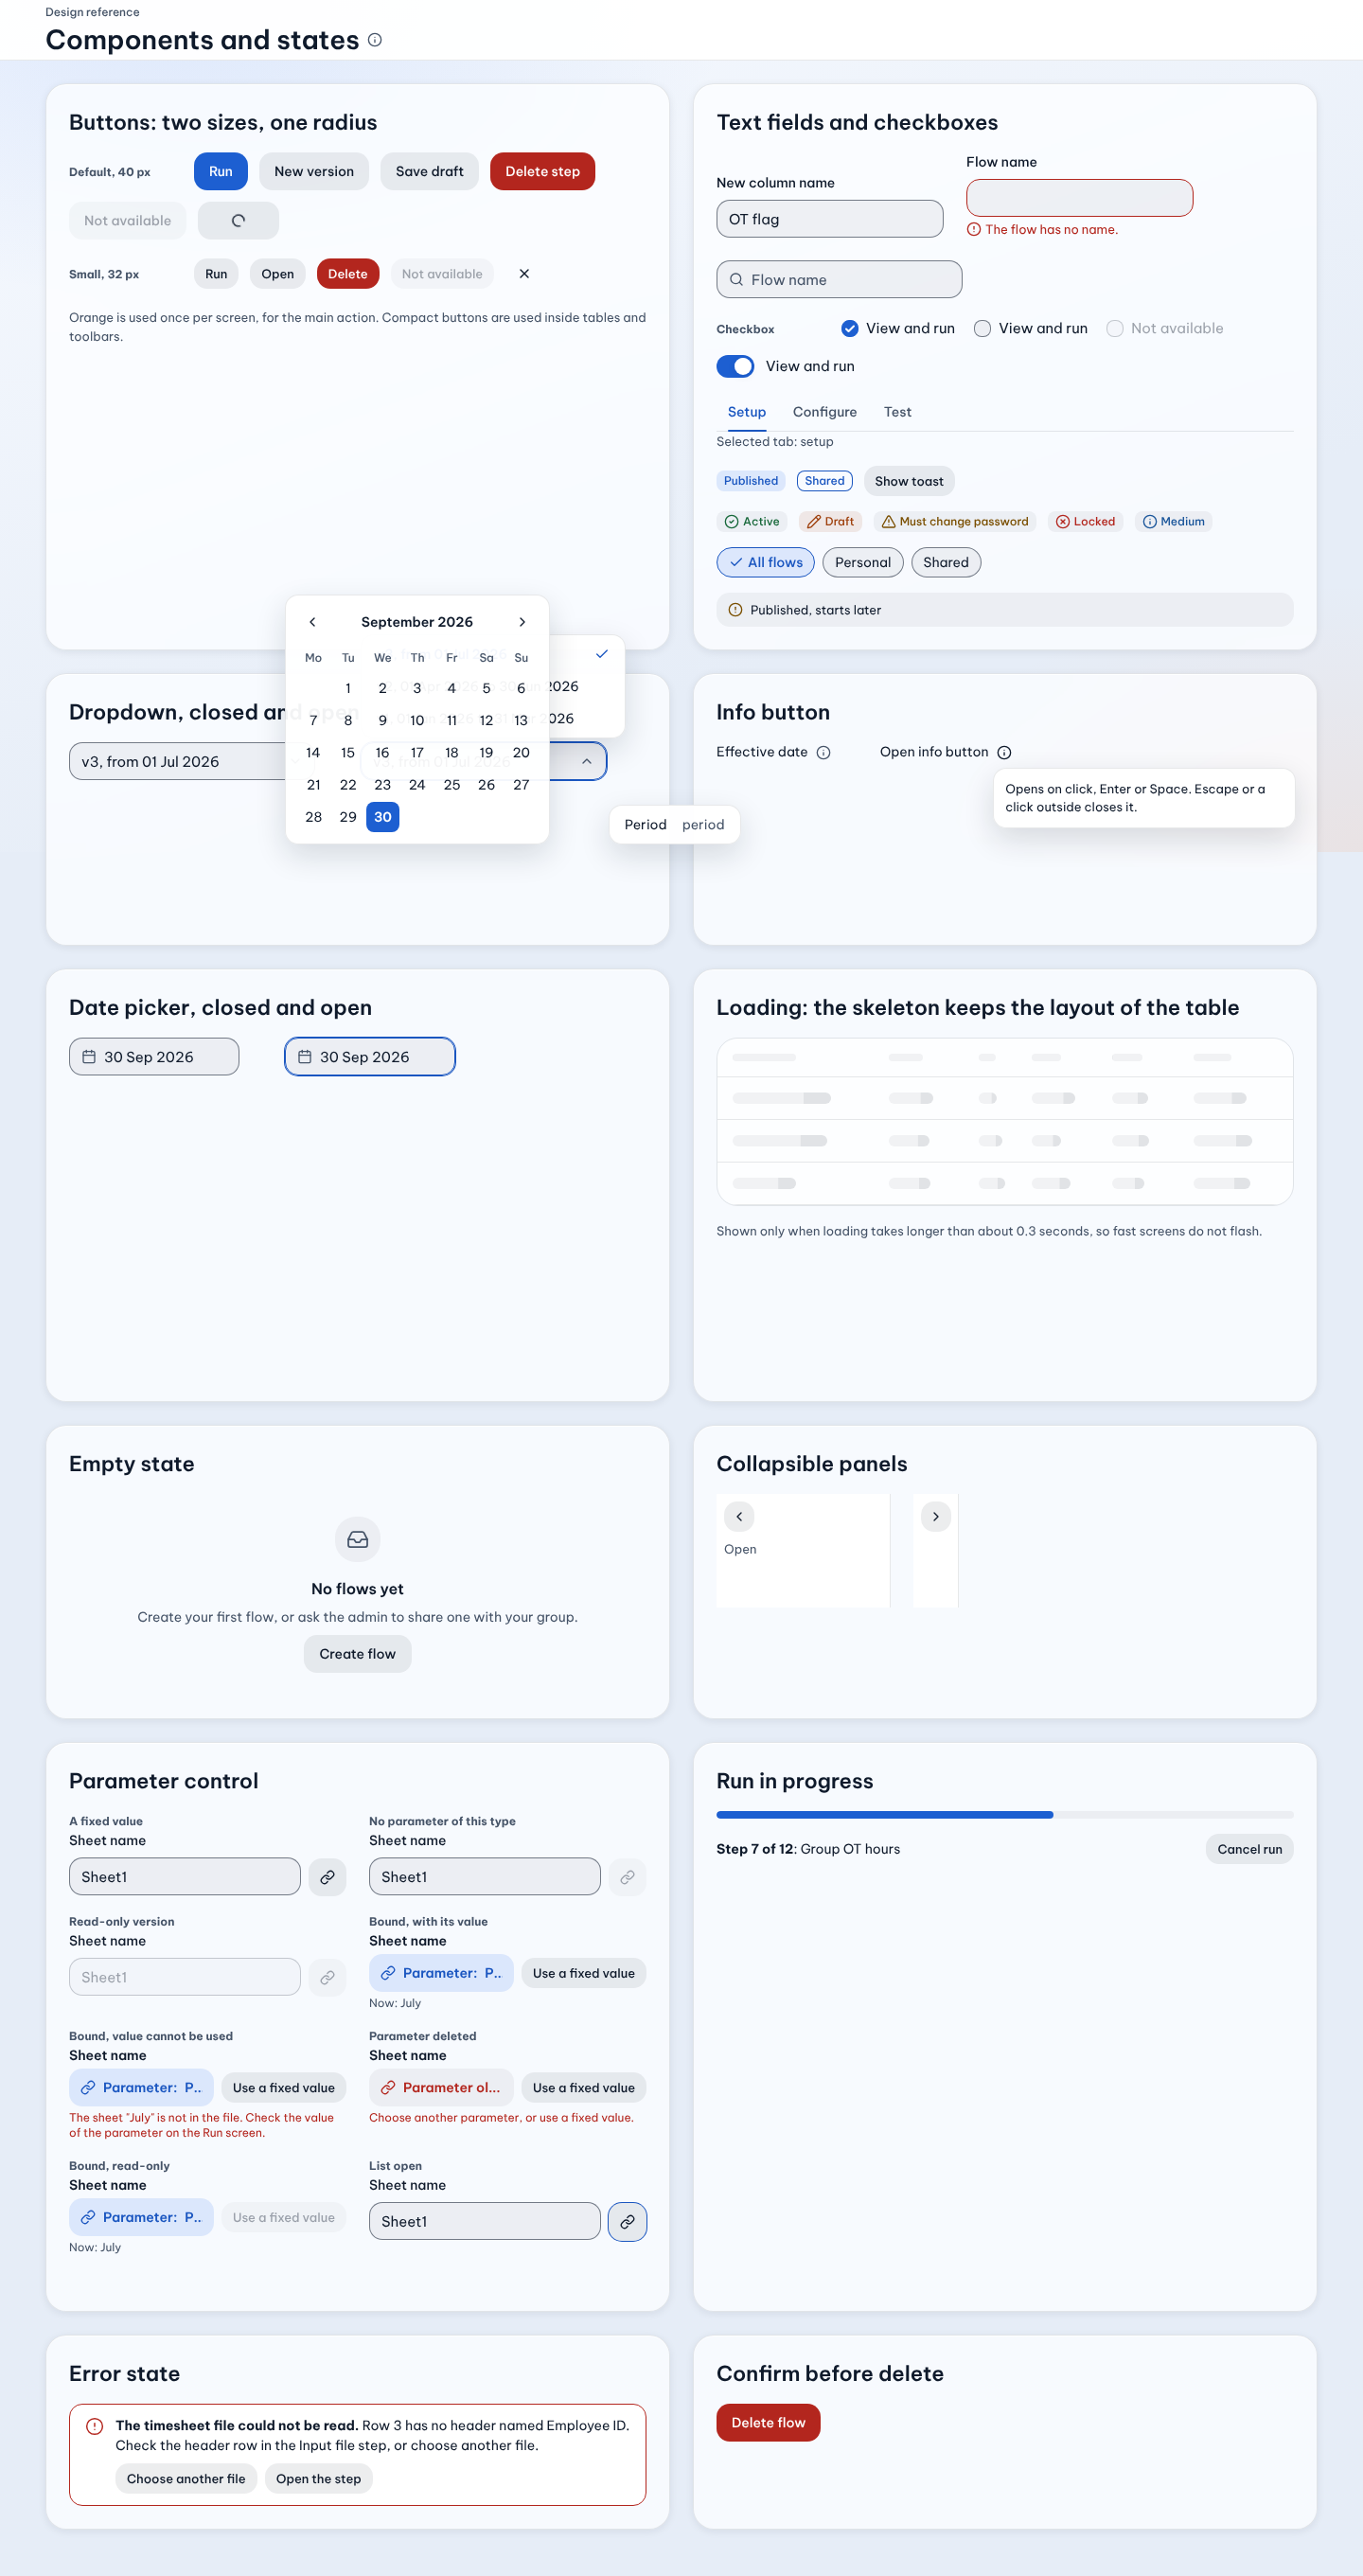 Design reference
Components and states
Buttons: two sizes, one radius
Default, 40 px
Run
New version
Save draft
Delete step
Not available
Small, 32 px
Run
Open
Delete
Not available
Orange is used once per screen, for the main action. Compact buttons are used inside tables and
toolbars.
Text fields and checkboxes
New column name
OT flag
Flow name
The flow has no name.
Flow name
Checkbox
View and run
View and run
Not available
View and run
Setup
Configure
Test
Selected tab: setup
Published
Shared
Show toast
Active
Draft
Must change password
Locked
Medium
All flows
Personal
Shared
Published, starts later
September 2026
Mo Tu We Th Fr Sa Su
1 2 3 4 5 6
7 8 9 10 11 12 13
14 15 16 17 18 19 20
21 22 23 24 25 26 27
28 29 30
2026
2026
Dropdown, closed and open
v3, from 01 Jul 2026
v3, from 01 Jul 2026
Period period
Info button
Effective date
Open info button
Opens on click, Enter or Space. Escape or a
click outside closes it.
Date picker, closed and open
30 Sep 2026
30 Sep 2026
Loading: the skeleton keeps the layout of the table
Shown only when loading takes longer than about 0.3 seconds, so fast screens do not flash.
Empty state
No flows yet
Create your first flow, or ask the admin to share one with your group.
Create flow
Collapsible panels
Open
Parameter control
A fixed value
Sheet name
Sheet1
No parameter of this type
Sheet name
Sheet1
Read-only version
Sheet name
Sheet1
Bound, with its value
Sheet name
Parameter: P..
Use a fixed value
Now: July
Bound, value cannot be used
Sheet name
Parameter: P..
Use a fixed value
The sheet "July" is not in the file. Check the value
of the parameter on the Run screen.
Parameter deleted
Sheet name
Parameter ol...
Use a fixed value
Choose another parameter, or use a fixed value.
Bound, read-only
Sheet name
Parameter: P..
Use a fixed value
Now: July
List open
Sheet name
Sheet1
Run in progress
Step 7 of 12: Group OT hours
Cancel run
Error state
The timesheet file could not be read. Row 3 has no header named Employee ID.
Check the header row in the Input file step, or choose another file.
Choose another file
Open the step
Confirm before delete
Delete flow